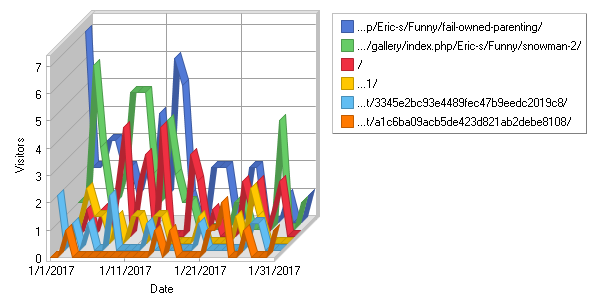 ...p/Eric-s/Funny/fail-owned-parenting/
.../gallery/index.php/Eric-s/Funny/snowman-2/
/
...1/
...t/3345e2bc93e4489fec47b9eedc2019c8/
...t/a1c6ba09acb5de423d821ab2debe8108/
7
6
5
4
3
2
1
0
Visitors
1/1/2017 1/11/2017 1/21/2017 1/31/2017
Date